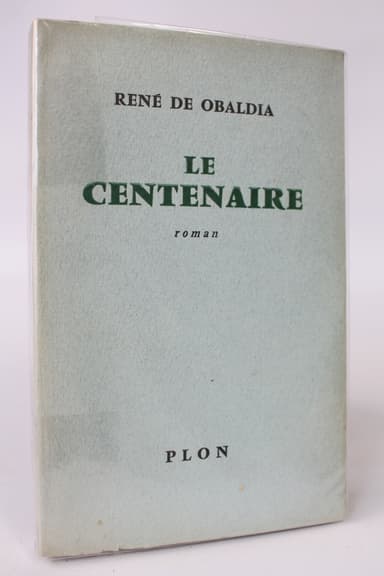 RENÉ DE OBALDIA
LE
CENTENAIRE
roman
PLON